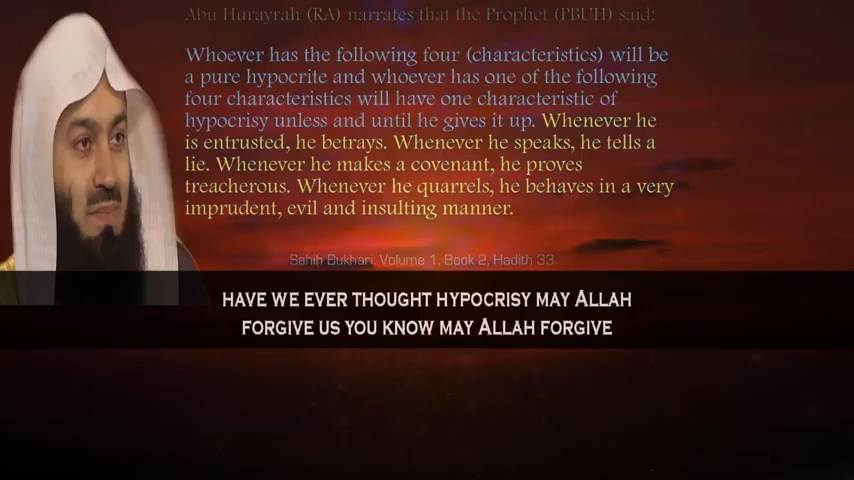 Abu Hurayrah (RA) narrates that the Prophet (PBUH) said:
Whoever has the following four (characteristics) will be
a pure hypocrite and whoever has one of the following
four characteristics will have one characteristic of
hypocrisy unless and until he gives it up. Whenever he
is entrusted, he betrays. Whenever he speaks, he tells a
lie. Whenever he makes a covenant, he proves
treacherous. Whenever he quarrels, he behaves in a very
imprudent, evil and insulting manner.
Sahih Bukhari: Volume 1, Book 2, Hadith 33
HAVE WE EVER THOUGHT HYPOCRISY MAY ALLAH
FORGIVE US YOU KNOW MAY ALLAH FORGIVE